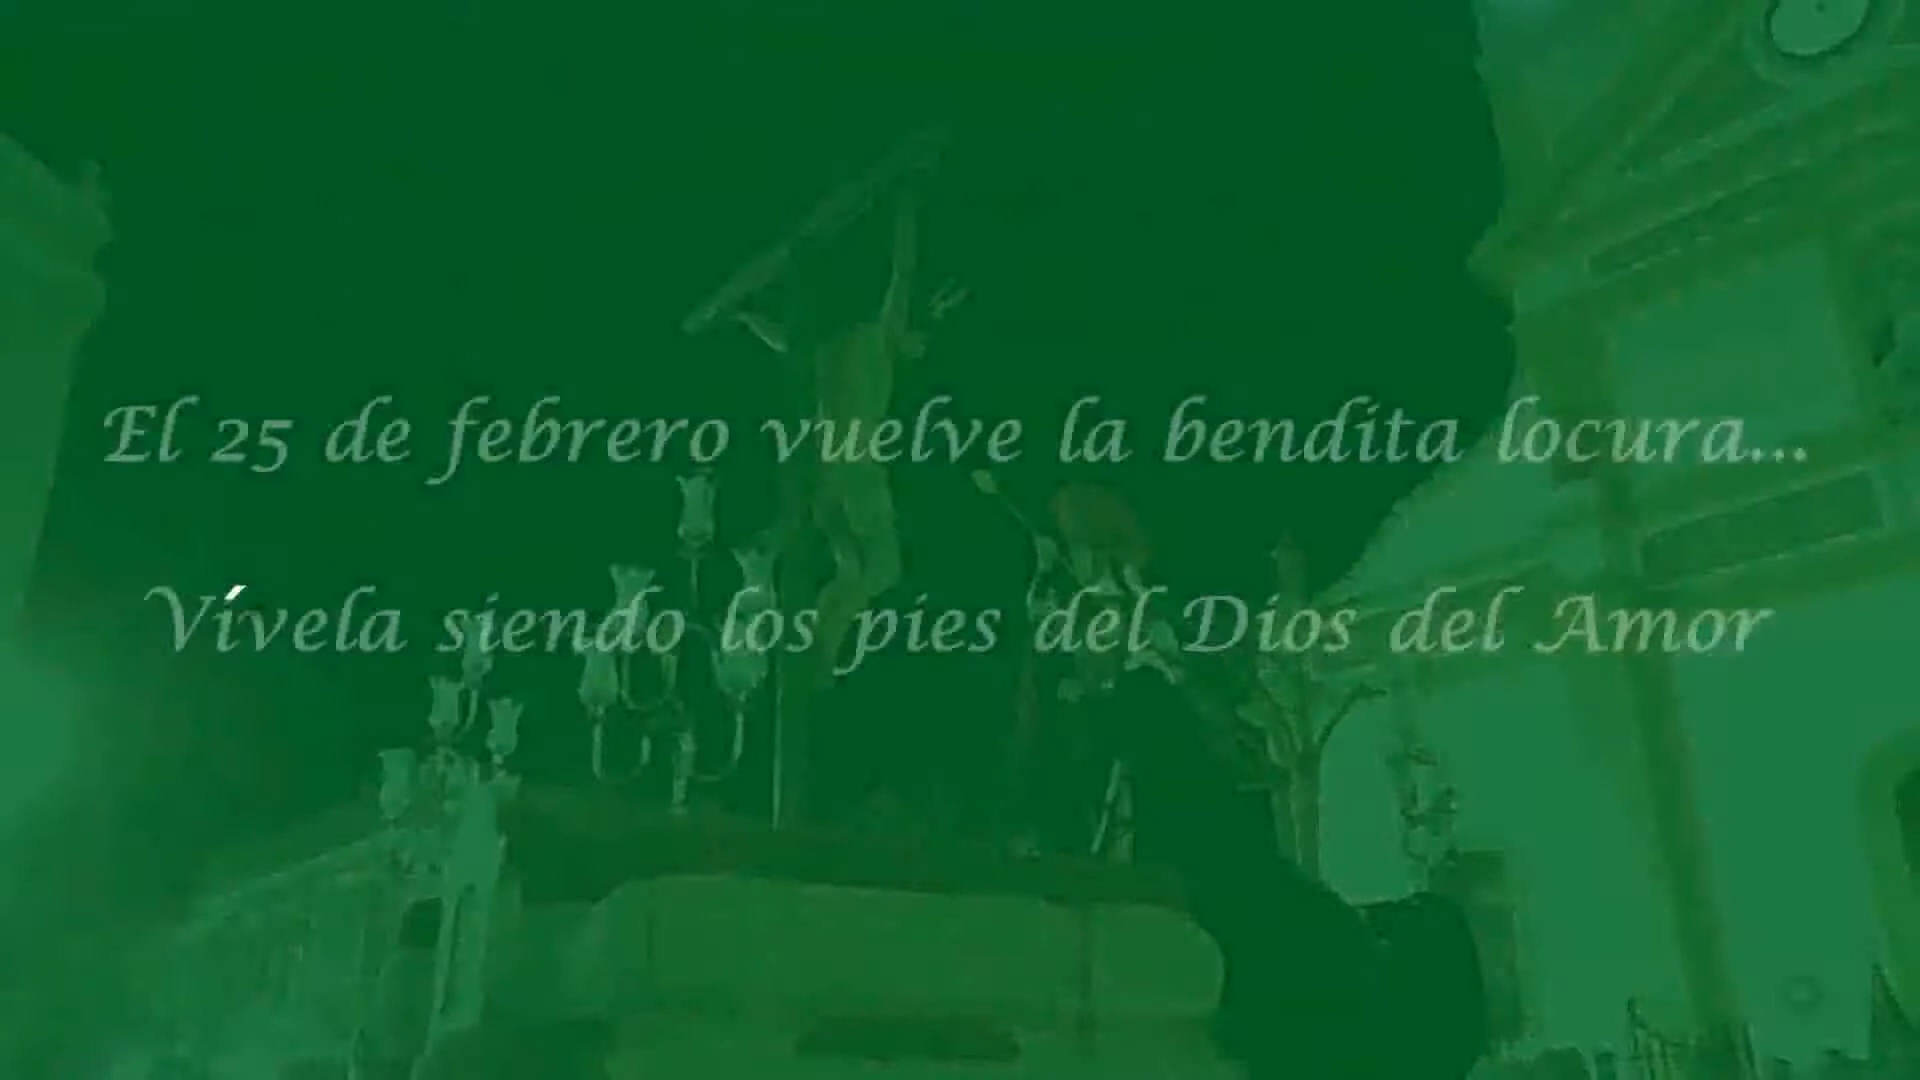 El 25 de febrero vuelve la bendita locura...
Vívela siendo los pies del Dios del Amor